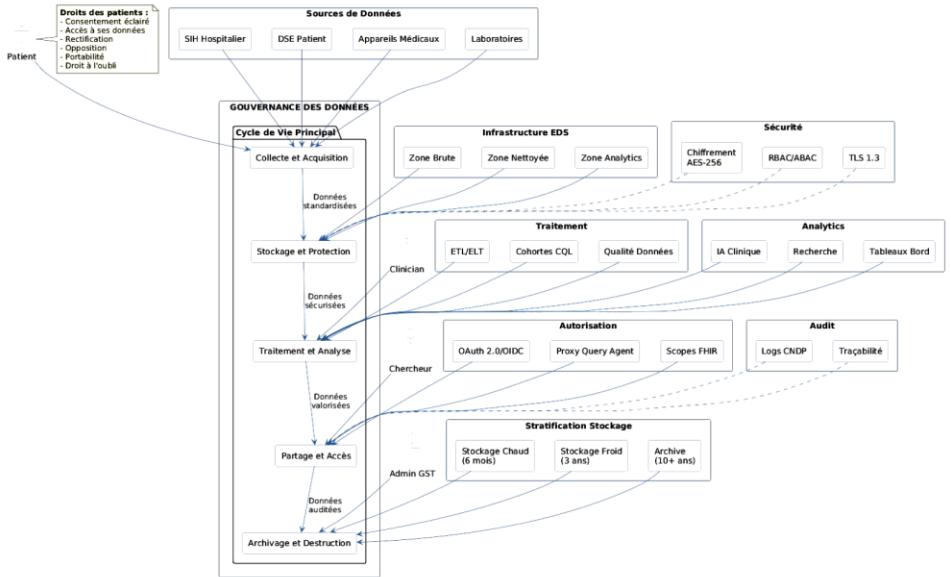 Droits des patients :
- Consentement éclairé
- Accès à ses données
- Rectification
- Opposition
- Portabilité
- Droit à l'oubli
Patient
Sources de Données
SIH Hospitalier
DSE Patient
Appareils Médicaux
Laboratoires
GOUVERNANCE DES DONNÉES
Cycle de Vie Principal
Collecte et Acquisition
Infrastructure EDS
Zone Brute
Zone Nettoyée
Zone Analytics
Sécurité
Chiffrement
AES-256
RBAC/ABAC
TLS 1.3
Données
standardisées
Stockage et Protection
Traitement
ETL/ELT
Cohortes CQL
Qualité Données
Analytics
IA Clinique
Recherche
Tableaux Bord
Clinician
Données
sécurisées
Traitement et Analyse
Autorisation
OAuth 2.0/OIDC
Proxy Query Agent
Scopes FHIR
Audit
Logs CNDP
Traçabilité
Chercheur
Données
valorisées
Partage et Accès
Stratification Stockage
Stockage Chaud
(6 mois)
Stockage Froid
(3 ans)
Archive
(10+ ans)
Admin GST
Données
auditées
Archivage et Destruction